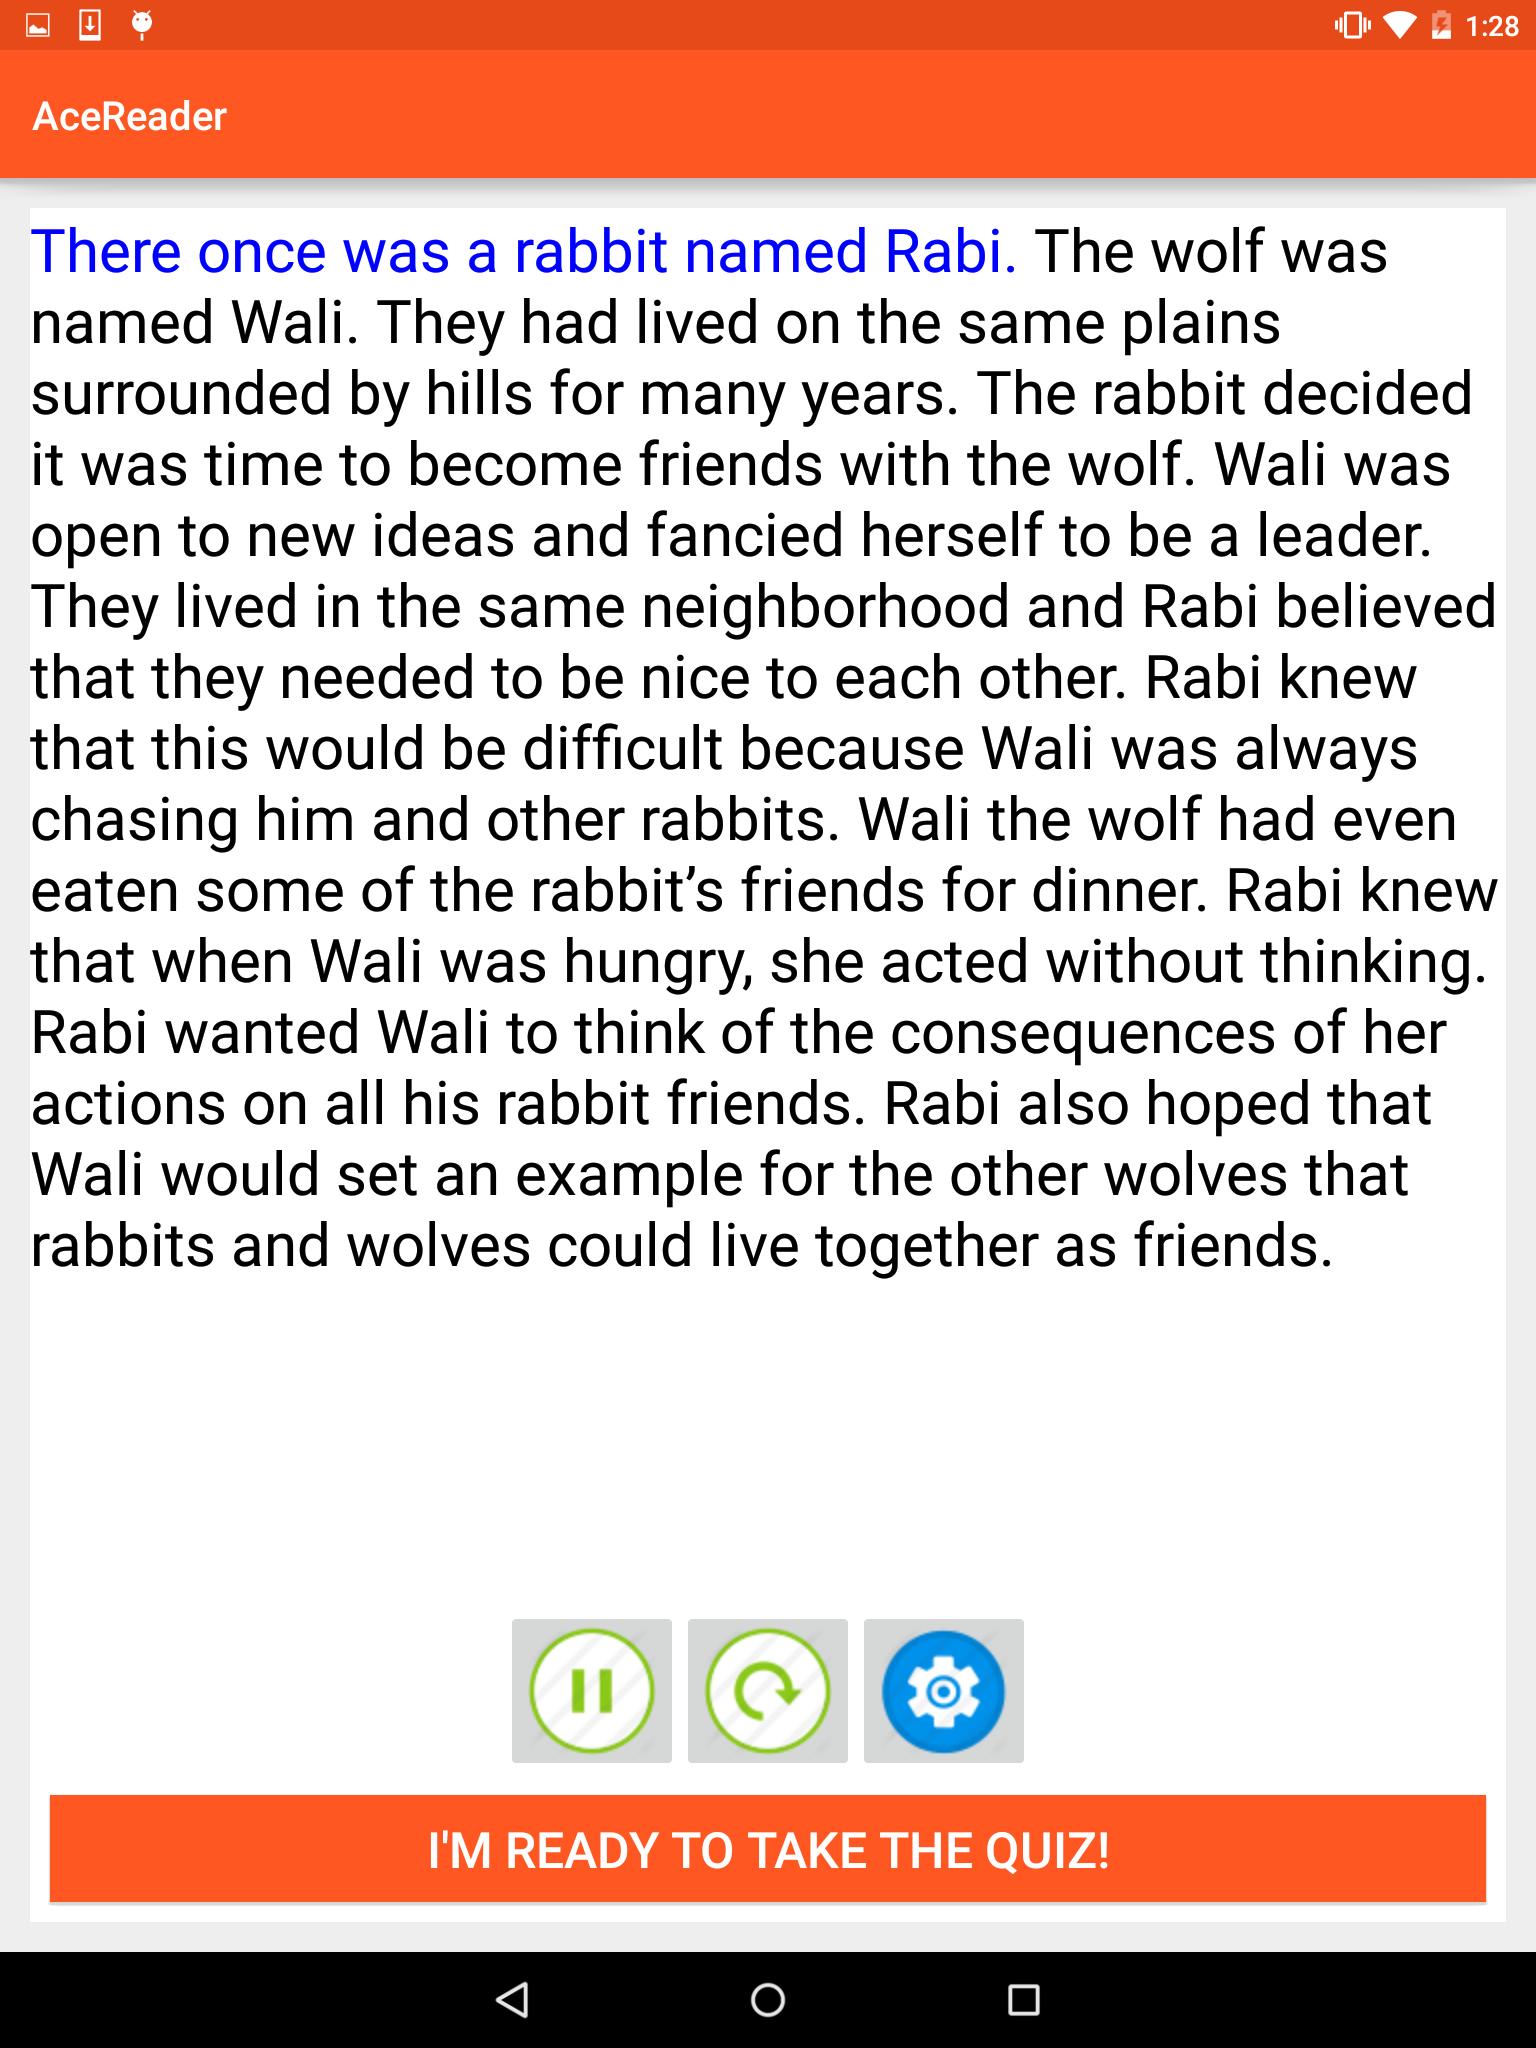 1:28
AceReader
There once was a rabbit named Rabi. The wolf was
named Wali. They had lived on the same plains
surrounded by hills for many years. The rabbit decided
it was time to become friends with the wolf. Wali was
open to new ideas and fancied herself to be a leader.
They lived in the same neighborhood and Rabi believed
that they needed to be nice to each other. Rabi knew
that this would be difficult because Wali was always
chasing him and other rabbits. Wali the wolf had even
eaten some of the rabbit’s friends for dinner. Rabi knew
that when Wali was hungry, she acted without thinking.
Rabi wanted Wali to think of the consequences of her
actions on all his rabbit friends. Rabi also hoped that
Wali would set an example for the other wolves that
rabbits and wolves could live together as friends.
I'M READY TO TAKE THE QUIZ!